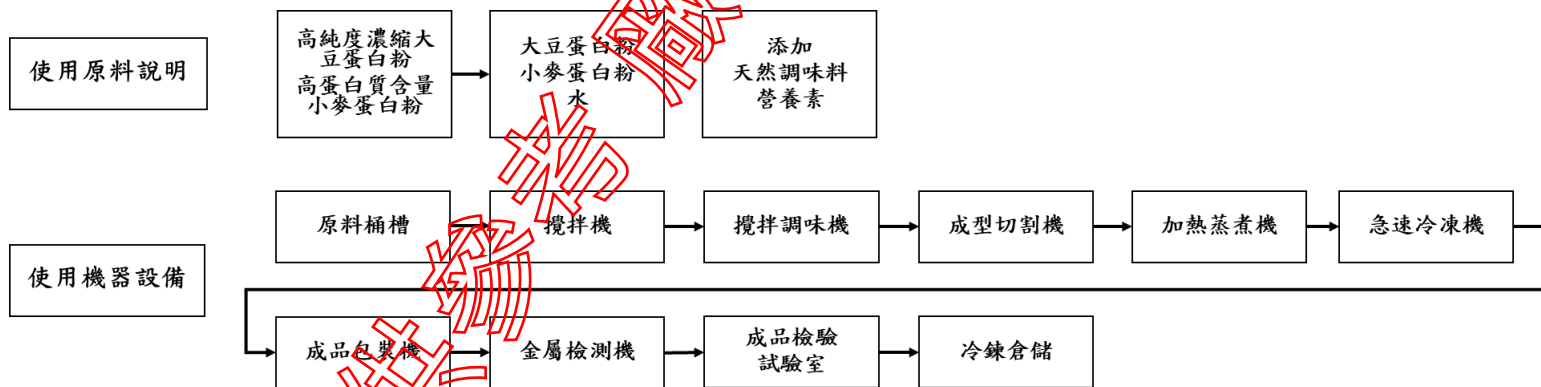 使用原料說明
高純度濃縮大
豆蛋白粉
高蛋白質含量
小麥蛋白粉
大豆蛋白粉
小麥蛋白粉
水
添加
天然調味料
營養素
使用機器設備
原料桶槽
攪拌機
攪拌調味機
成型切割機
加熱蒸煮機
急速冷凍機
成品包裝機
金屬檢測機
成品檢驗
試驗室
冷鍊倉儲
供參考廠